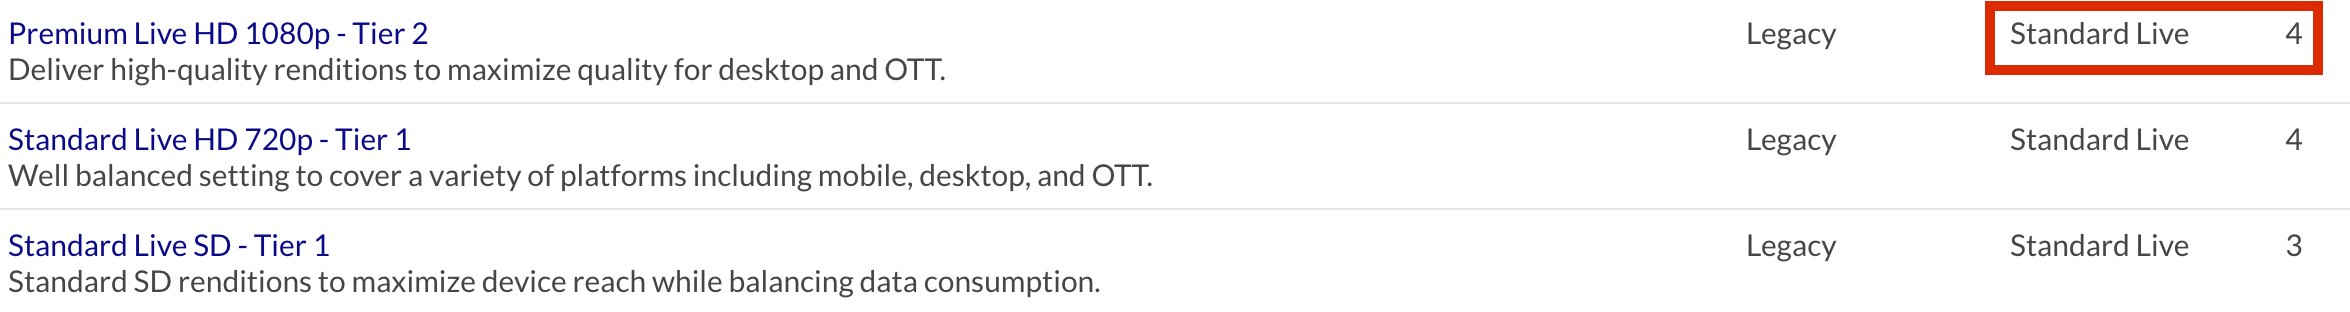 Premium Live HD 1080p - Tier 2 Legacy Standard Live 4
Deliver high-quality renditions to maximize quality for desktop and OTT.
Standard Live HD 720p - Tier 1 Legacy Standard Live 4
Well balanced setting to cover a variety of platforms including mobile, desktop, and OTT.
Standard Live SD - Tier 1 Legacy Standard Live 3
Standard SD renditions to maximize device reach while balancing data consumption.